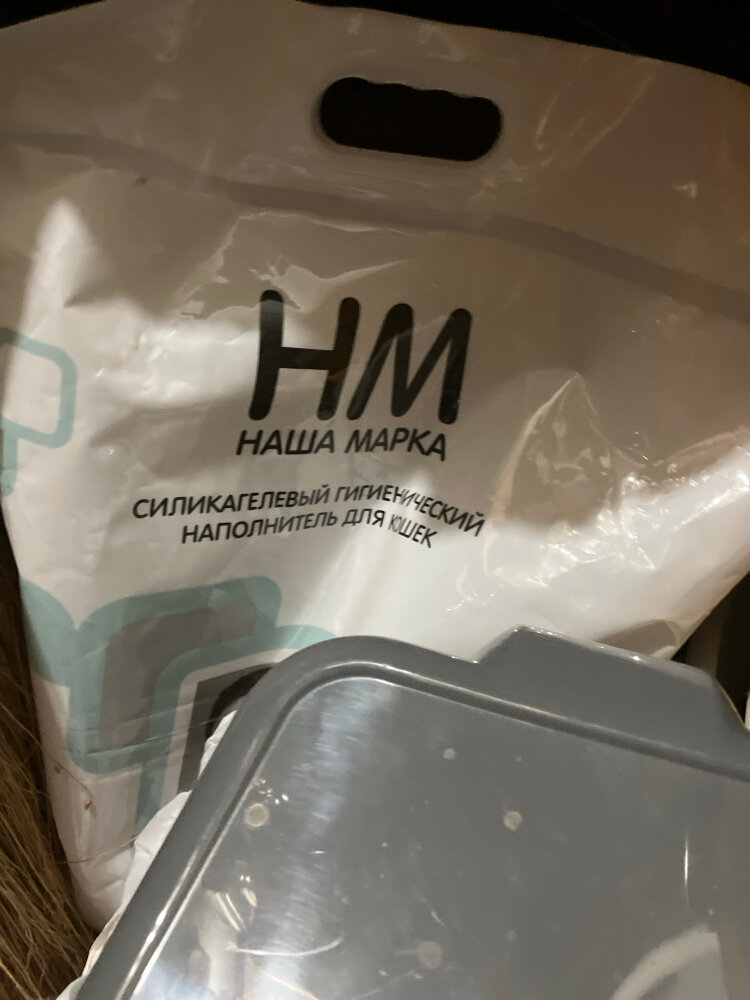 НМ
НАША МАРКА
СИЛИКАГЕЛЕВЫЙ ГИГИЕНИЧЕСКИЙ
НАПОЛНИТЕЛЬ ДЛЯ КОШЕК